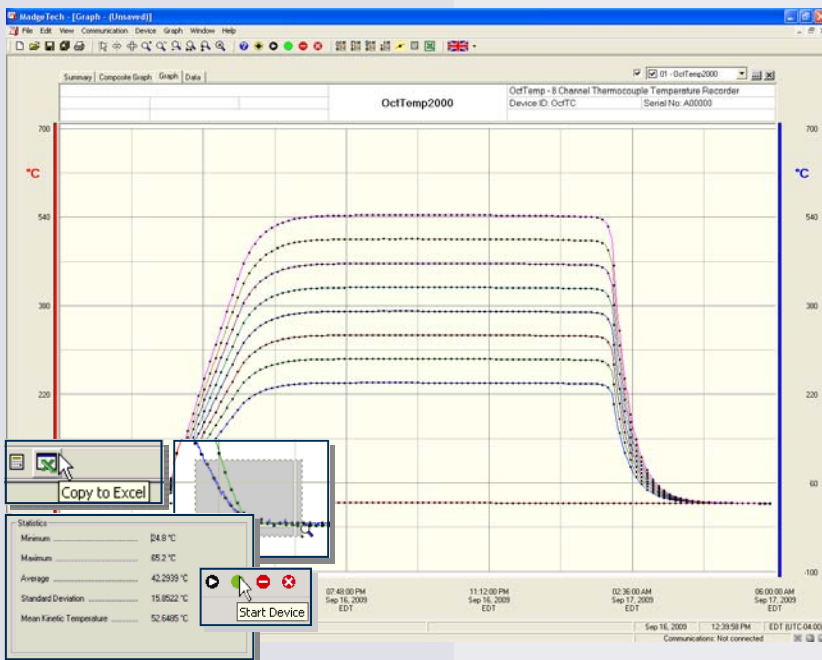 MadgeTech - [Graph - (Unsaved)]
File Edit View Communication Device Graph Window Help
Summary Composite Graph Graph Data
01 - OctTemp2000
OctTemp2000
OctTemp - 8 Channel Thermocouple Temperature Recorder
Device ID: OctTC Serial No: A00000
700 700
°C °C
540 540
380 380
220 220
60
-100
Copy to Excel
Statistics
Minimum 24.8 °C
Maximum 65.2 °C
Average 42.2939 °C
Standard Deviation 15.8522 °C
Mean Kinetic Temperature 52.6485 °C
Start Device
07:48:00 PM 11:12:00 PM 02:36:00 AM 06:00:00 AM
Sep 16, 2009 Sep 16, 2009 Sep 17, 2009 Sep 17, 2009
EDT EDT EDT EDT
Sep 16, 2009 12:39:58 PM EDT (UTC-04:00)
Communications: Not connected